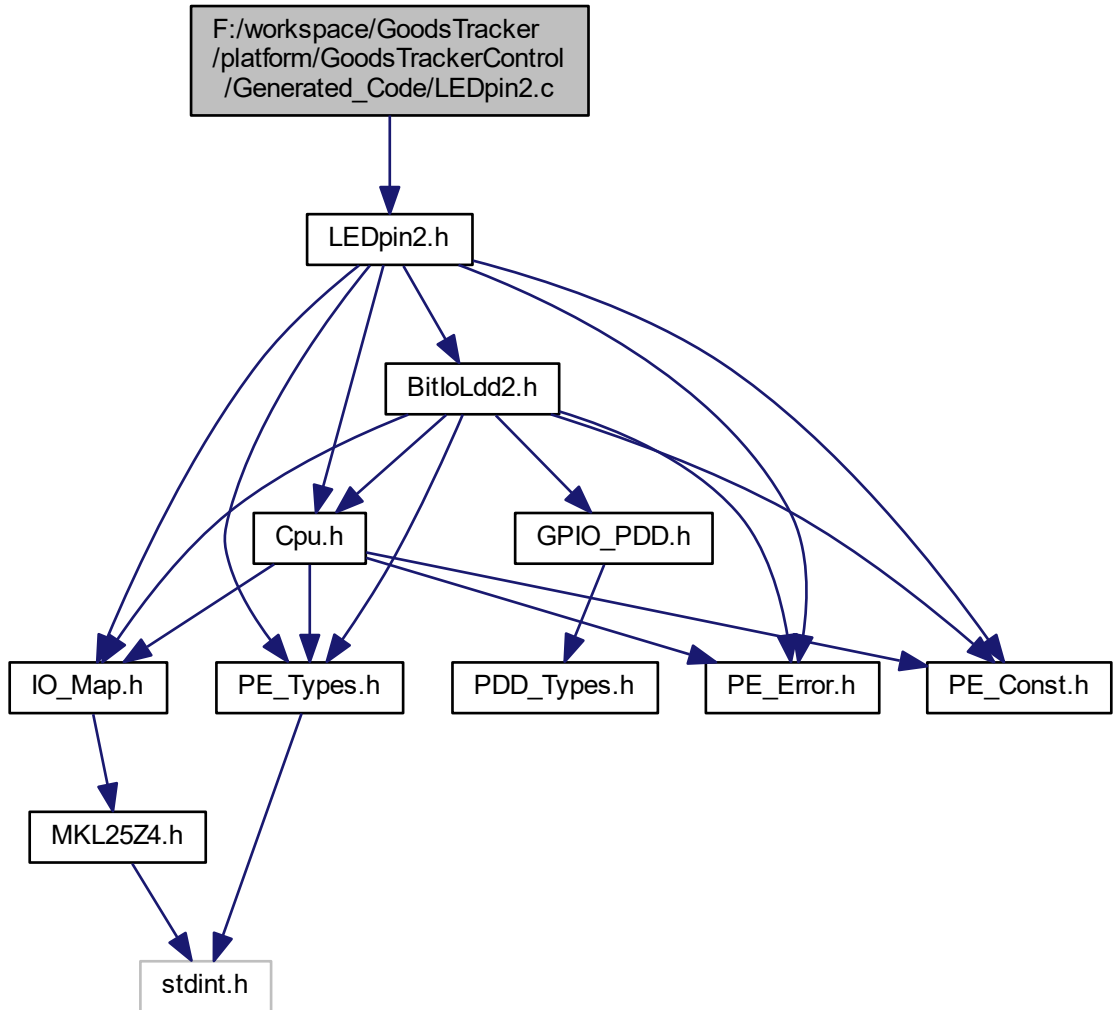 F:/workspace/GoodsTracker
/platform/GoodsTrackerControl
/Generated_Code/LEDpin2.c
LEDpin2.h
BitIoLdd2.h
Cpu.h
GPIO_PDD.h
IO_Map.h
PE_Types.h
PDD_Types.h
PE_Error.h
PE_Const.h
MKL25Z4.h
stdint.h